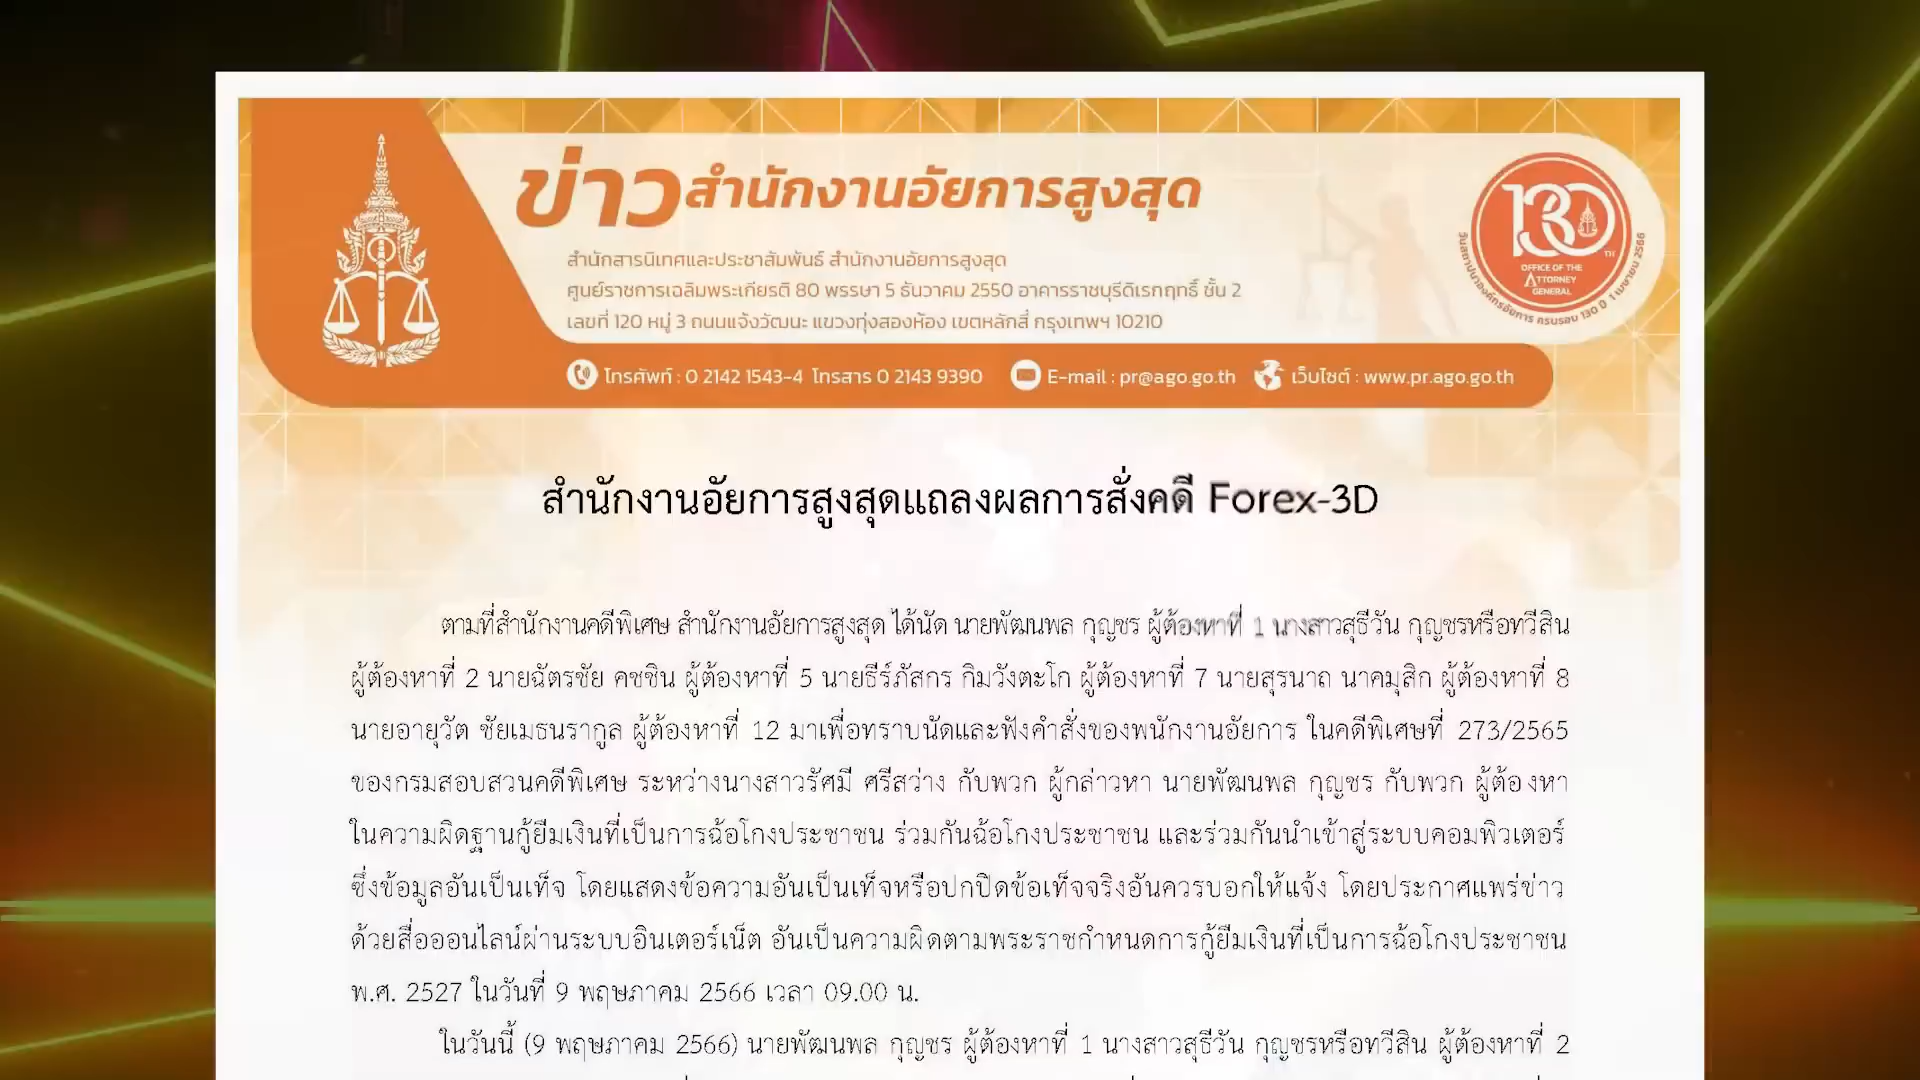 ข่าวสำนักงานอัยการสูงสุด
สำนักสารนิเทศและประชาสัมพันธ์ สำนักงานอัยการสูงสุด
ศูนย์ราชการเฉลิมพระเกียรติ 80 พรรษา 5 ธันวาคม 2550 อาคารราชบุรีดิเรกฤทธิ์ ชั้น 2
เลขที่ 120 หมู่ 3 ถนนแจ้งวัฒนะ แขวงทุ่งสองห้อง เขตหลักสี่ กรุงเทพฯ 10210
โทรศัพท์ : 0 2142 1543-4 โทรสาร 0 2143 9390 E-mail : pr@ago.go.th เว็บไซต์ : www.pr.ago.go.th
130TH
OFFICE OF THE
ATTORNEY
GENERAL
วันสถาปนาองค์กรอัยการ ครบรอบ 130 ปี 1 เมษายน 2566
สำนักงานอัยการสูงสุดแถลงผลการสั่งคดี Forex-3D
ตามที่สำนักงานคดีพิเศษ สำนักงานอัยการสูงสุด ได้นัด นายพัฒนพล กุญชร ผู้ต้องหาที่ 1 นางสาวสุธีวัน กุญชรหรือทวีสิน
ผู้ต้องหาที่ 2 นายฉัตรชัย คชชิน ผู้ต้องหาที่ 5 นายธีร์ภัสกร กิมวังตะโก ผู้ต้องหาที่ 7 นายสุรนาถ นาคมุสิก ผู้ต้องหาที่ 8
นายอายุวัต ชัยเมธนรากูล ผู้ต้องหาที่ 12 มาเพื่อทราบนัดและฟังคำสั่งของพนักงานอัยการ ในคดีพิเศษที่ 273/2565
ของกรมสอบสวนคดีพิเศษ ระหว่างนางสาวรัศมี ศรีสว่าง กับพวก ผู้กล่าวหา นายพัฒนพล กุญชร กับพวก ผู้ต้องหา
ในความผิดฐานกู้ยืมเงินที่เป็นการฉ้อโกงประชาชน ร่วมกันฉ้อโกงประชาชน และร่วมกันนำเข้าสู่ระบบคอมพิวเตอร์
ซึ่งข้อมูลอันเป็นเท็จ โดยแสดงข้อความอันเป็นเท็จหรือปกปิดข้อเท็จจริงอันควรบอกให้แจ้ง โดยประกาศแพร่ข่าว
ด้วยสื่อออนไลน์ผ่านระบบอินเตอร์เน็ต อันเป็นความผิดตามพระราชกำหนดการกู้ยืมเงินที่เป็นการฉ้อโกงประชาชน
พ.ศ. 2527 ในวันที่ 9 พฤษภาคม 2566 เวลา 09.00 น.
ในวันนี้ (9 พฤษภาคม 2566) นายพัฒนพล กุญชร ผู้ต้องหาที่ 1 นางสาวสุธีวัน กุญชรหรือทวีสิน ผู้ต้องหาที่ 2